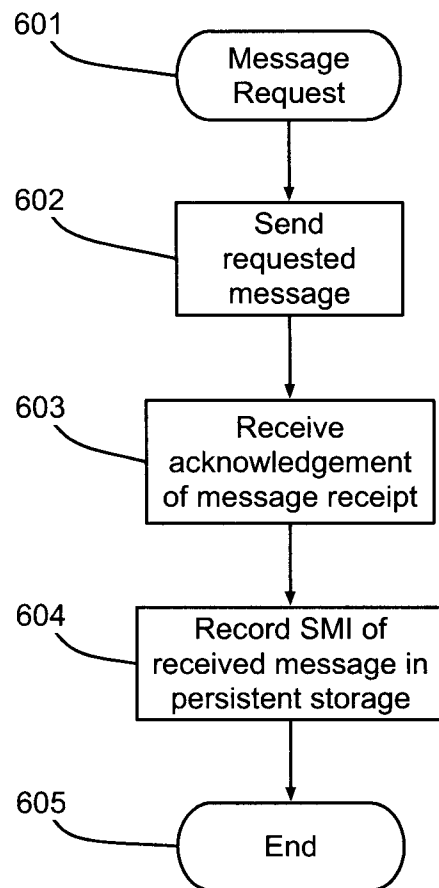 601
Message
Request
602
Send
requested
message
603
Receive
acknowledgement
of message receipt
604
Record SMI of
received message in
persistent storage
605
End